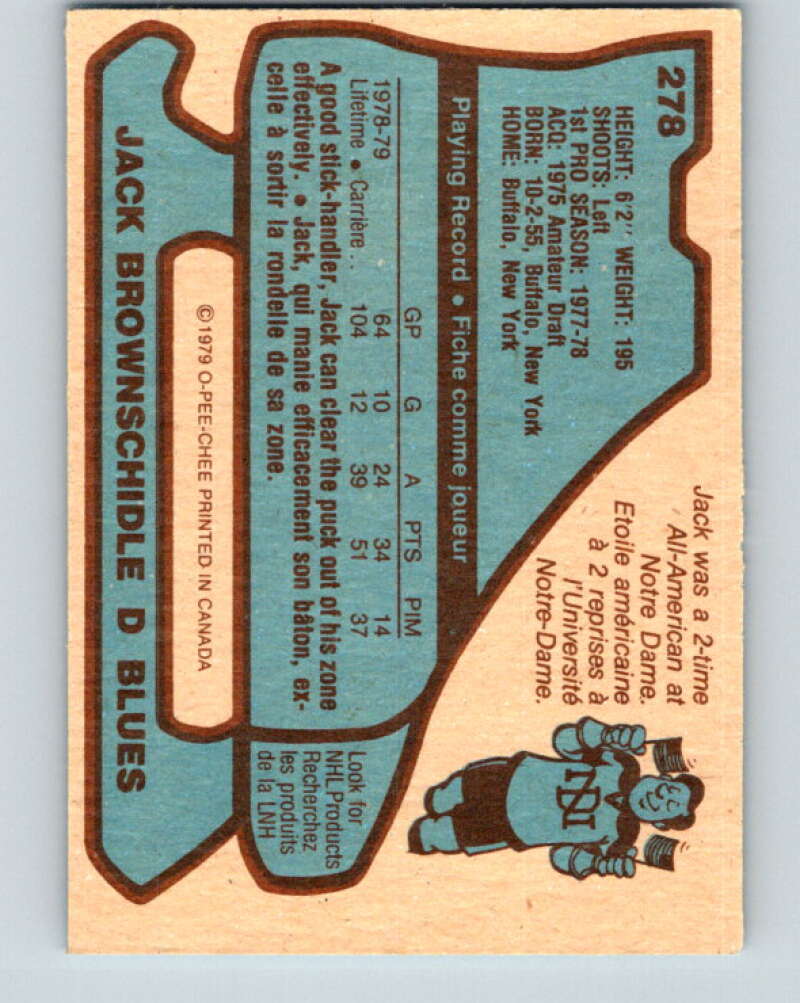 278
HEIGHT: 6'2'' WEIGHT: 195
SHOOTS: Left
1st PRO SEASON: 1977-78
ACQ: 1975 Amateur Draft
BORN: 10-2-55, Buffalo, New York
HOME: Buffalo, New York
Jack was a 2-time
All-American at
Notre Dame.
Etoile américaine
à 2 reprises à
l'Université
Notre-Dame.
Playing Record • Fiche comme joueur
GP G A PTS PIM
1978-79 64 10 24 34 14
Lifetime • Carrière .. 104 12 39 51 37
A good stick-handler, Jack can clear the puck out of his zone
effectively. • Jack, qui manie efficacement son bâton, ex-
celle à sortir la rondelle de sa zone.
ND
Look for
NHL Products
Recherchez
les produits
de la LNH
©1979 O-PEE-CHEE PRINTED IN CANADA
JACK BROWNSCHIDLE D BLUES